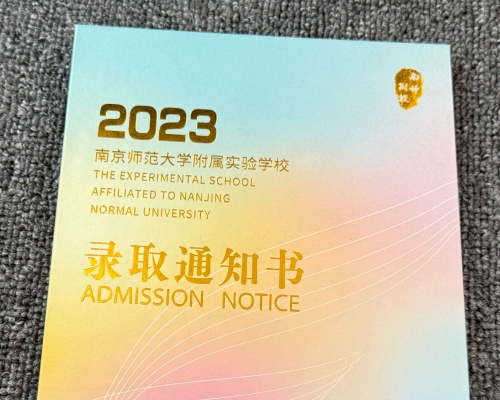 2023
南京师范大学附属实验学校
THE EXPERIMENTAL SCHOOL
AFFILIATED TO NANJING
NORMAL UNIVERSITY
录取通知书
ADMISSION NOTICE